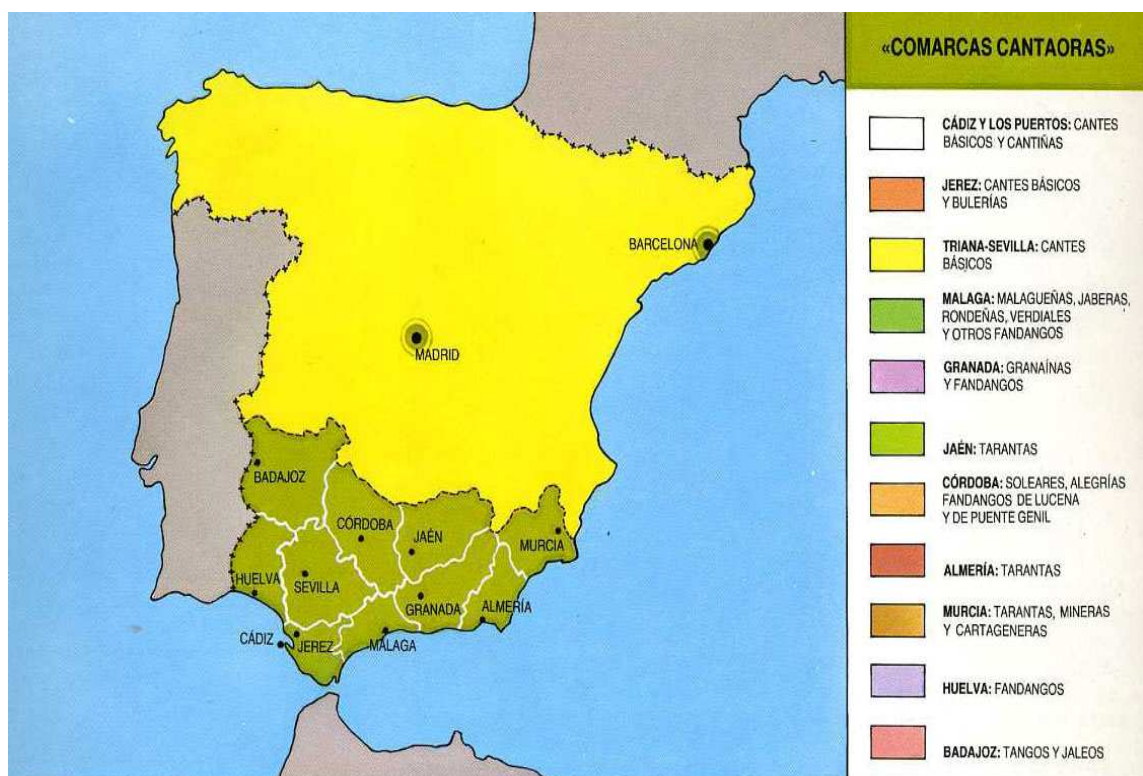 «COMARCAS CANTAORAS»
CÁDIZ Y LOS PUERTOS: CANTES
BÁSICOS Y CANTIÑAS
JEREZ: CANTES BÁSICOS
Y BULERÍAS
TRIANA-SEVILLA: CANTES
BÁSICOS
MALAGA: MALAGUEÑAS, JABERAS,
RONDEÑAS, VERDIALES
Y OTROS FANDANGOS
GRANADA: GRANAÍNAS
Y FANDANGOS
JAÉN: TARANTAS
CÓRDOBA: SOLEARES, ALEGRÍAS
FANDANGOS DE LUCENA
Y DE PUENTE GENIL
ALMERÍA: TARANTAS
MURCIA: TARANTAS, MINERAS
Y CARTAGENERAS
HUELVA: FANDANGOS
BADAJOZ: TANGOS Y JALEOS
BARCELONA
MADRID
BADAJOZ
CÓRDOBA
JAÉN
MURCIA
HUELVA
SEVILLA
GRANADA
ALMERÍA
CÁDIZ
JEREZ
MÁLAGA